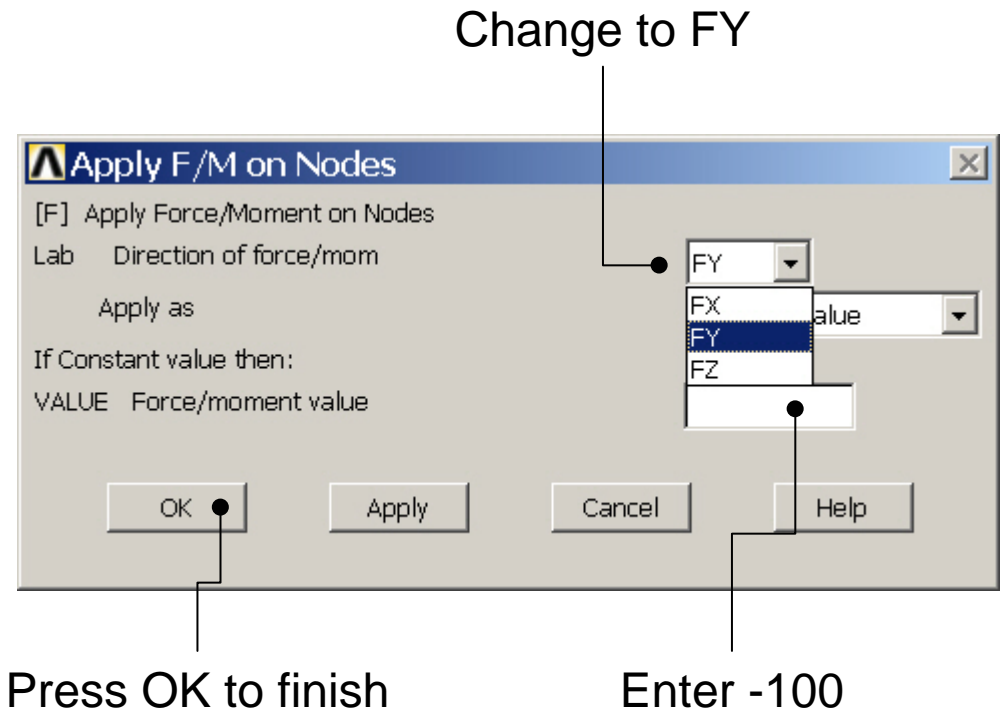 Change to FY
Apply F/M on Nodes
[F] Apply Force/Moment on Nodes
Lab Direction of force/mom
FY
Apply as
FX
FY
FZ
alue
If Constant value then:
VALUE Force/moment value
OK Apply Cancel Help
Press OK to finish Enter -100